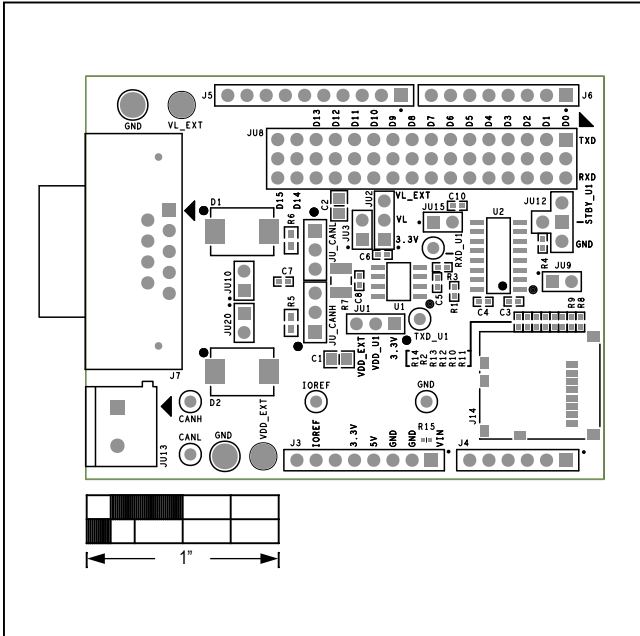 J5
J6
GND
VL_EXT
D13
D12
D11
D10
D9
D8
D7
D6
D5
D4
D3
D2
D1
D0
JU8
TXD
RXD
D15
D14
D1
R6
C2
JU_CANL
JU3
JU2
VL_EXT
VL
3.3V
C10
JU15
U2
JU12
STBY_U1
GND
RXD_U1
R4
JU9
JU10
C7
C6
C8
R7
U1
C5
R3
R1
C4
C3
R9
R8
JU20
R5
JU_CANH
JU1
TXD_U1
C1
VDD_EXT
VDD_U1
3.3V
R14
R2
R13
R12
R10
R11
J7
D2
CANH
IOREF
GND
J14
JU13
CANL
GND
VDD_EXT
J3
IOREF
3.3V
5V
GND
GND
VIN
R15
J4
1"